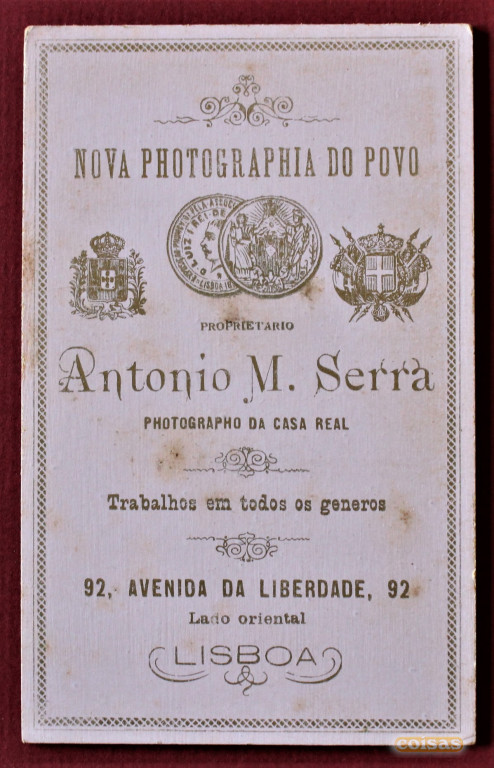 NOVA PHOTOGRAPHIA DO POVO
PROPRIETARIO
Antonio M. Serra
PHOTOGRAPHO DA CASA REAL
Trabalhos em todos os generos
92, AVENIDA DA LIBERDADE, 92
Lado oriental
LISBOA
coisas